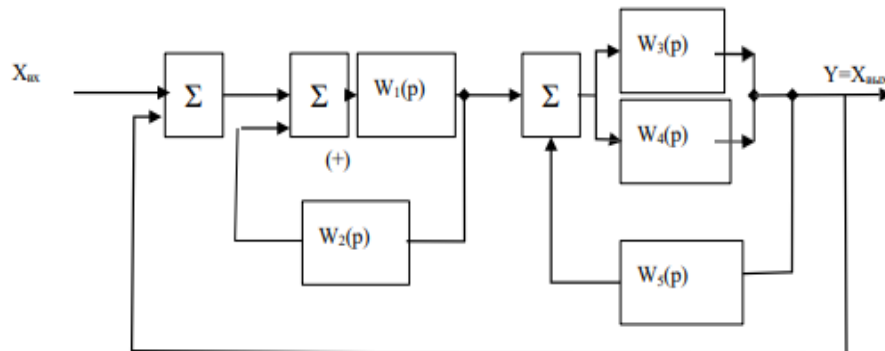 Xвх
Σ
Σ
W₁(p)
(+)
W₂(p)
Σ
W₃(p)
W₄(p)
W₅(p)
Y=Xвых